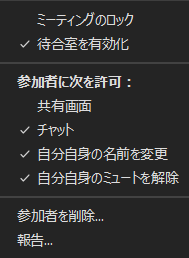 ミーティングのロック
待合室を有効化
参加者に次を許可：
共有画面
チャット
自分自身の名前を変更
自分自身のミュートを解除
参加者を削除...
報告...